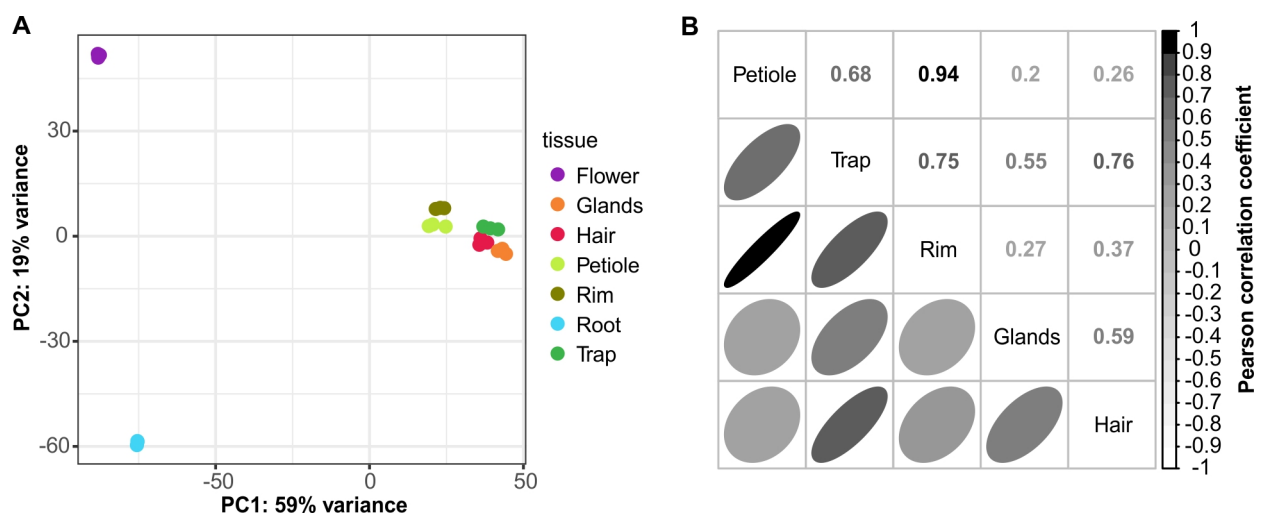 A
PC2: 19% variance
30
0
-30
-60
-50
0
50
PC1: 59% variance
tissue
Flower
Glands
Hair
Petiole
Rim
Root
Trap
B
Petiole 0.68 0.94 0.2 0.26
Trap 0.75 0.55 0.76
Rim 0.27 0.37
Glands 0.59
Hair
1
0.9
0.8
0.7
0.6
0.5
0.4
0.3
0.2
0.1
0
-0.1
-0.2
-0.3
-0.4
-0.5
-0.6
-0.7
-0.8
-0.9
-1
Pearson correlation coefficient